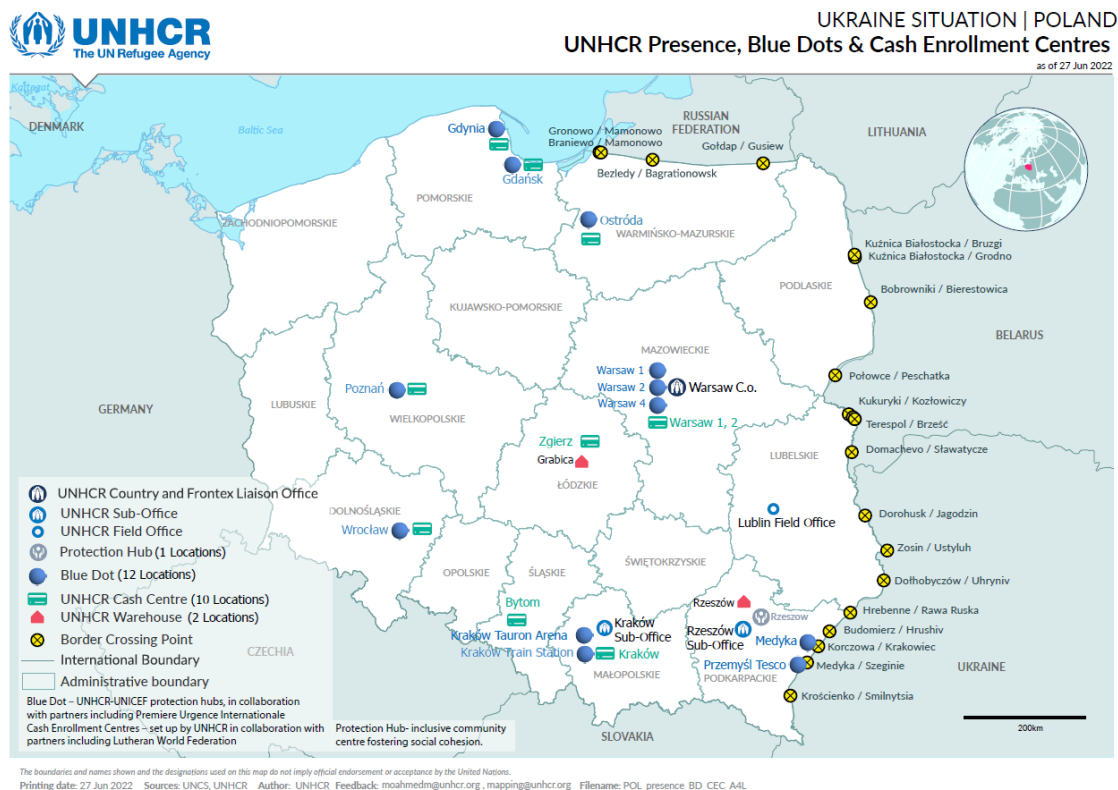 UNHCR
The UN Refugee Agency
UKRAINE SITUATION | POLAND
UNHCR Presence, Blue Dots & Cash Enrollment Centres
as of 27 Jun 2022
Kattegat
DENMARK
Baltic Sea
Gdynia
Gdańsk
Gronowo / Mamonowo
Braniewo / Mamonowo
Bezledy / Bagrationowsk
RUSSIAN
FEDERATION
Gołdap / Gusiew
LITHUANIA
POMORSKIE
ZACHODNIOPOMORSKIE
Ostróda
WARMIŃSKO-MAZURSKIE
Kuźnica Białostocka / Bruzgi
Kuźnica Białostocka / Grodno
PODLASKIE
Bobrowniki / Bierestowica
KUJAWSKO-POMORSKIE
BELARUS
MAZOWIECKIE
Warsaw 1
Warsaw 2
Warsaw C.o.
Warsaw 4
Warsaw 1, 2
Połowce / Peschatka
Poznań
GERMANY
LUBUSKIE
WIELKOPOLSKIE
Kukuryki / Kozłowiczy
Terespol / Brześć
Zgierz
Grabica
ŁÓDZKIE
LUBELSKIE
Domachevo / Sławatycze
UNHCR Country and Frontex Liaison Office
UNHCR Sub-Office
UNHCR Field Office
Protection Hub (1 Locations)
Blue Dot (12 Locations)
UNHCR Cash Centre (10 Locations)
UNHCR Warehouse (2 Locations)
Border Crossing Point
International Boundary
Administrative boundary
Blue Dot – UNHCR-UNICEF protection hubs, in collaboration
with partners including Premiere Urgence Internationale
Cash Enrollment Centres – set up by UNHCR in collaboration with
partners including Lutheran World Federation
Protection Hub- inclusive community
centre fostering social cohesion.
DOLNOŚLĄSKIE
Wrocław
Lublin Field Office
Dorohusk / Jagodzin
Zosin / Ustyluh
OPOLSKIE
ŚLĄSKIE
ŚWIĘTOKRZYSKIE
Dołhobyczów / Uhryniv
Bytom
Rzeszów
Rzeszow
Hrebenne / Rawa Ruska
Kraków Tauron Arena
Kraków
Sub-Office
Rzeszów
Sub-Office
Medyka
Budomierz / Hrushiv
Korczowa / Krakowiec
CZECHIA
Kraków Train Station
Kraków
MAŁOPOLSKIE
Przemyśl Tesco
PODKARPACKIE
Medyka / Szeginie
UKRAINE
Krościenko / Smilnytsia
SLOVAKIA
200km
The boundaries and names shown and the designations used on this map do not imply official endorsement or acceptance by the United Nations.
Printing date: 27 Jun 2022 Sources: UNCS, UNHCR Author: UNHCR Feedback: moahmedm@unhcr.org , mapping@unhcr.org Filename: POL_presence_BD_CEC_A4L